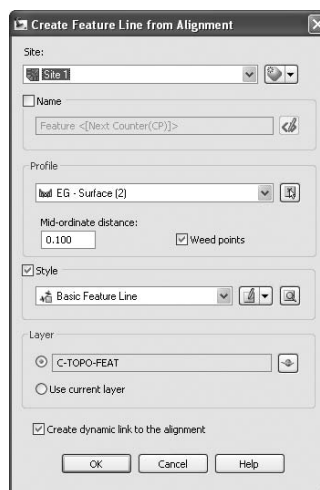 Create Feature Line from Alignment
Site:
Site 1
Name
Feature <[Next Counter(CP)]>
Profile
EG - Surface (2)
Mid-ordinate distance:
0.100
Weed points
Style
Basic Feature Line
Layer
C-TOPO-FEAT
Use current layer
Create dynamic link to the alignment
OK Cancel Help